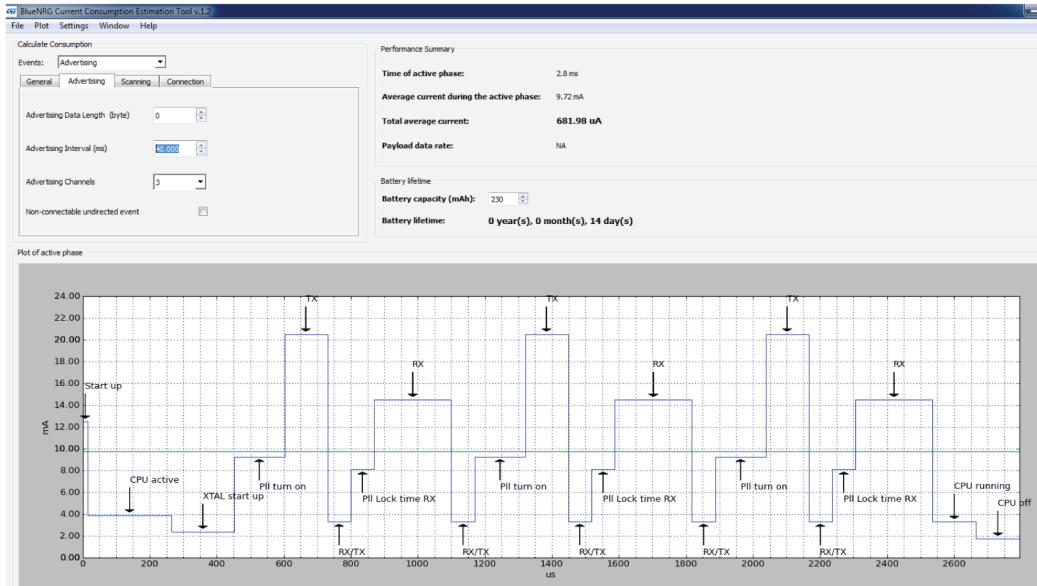 BlueNRG Current Consumption Estimation Tool v.1.2
File Plot Settings Window Help
Calculate Consumption
Events: Advertising
General Advertising Scanning Connection
Advertising Data Length (byte) 0
Advertising Interval (ms) 40.000
Advertising Channels 3
Non-connectable undirected event
Performance Summary
Time of active phase: 2.8 ms
Average current during the active phase: 9.72 mA
Total average current: 681.98 uA
Payload data rate: NA
Battery lifetime
Battery capacity (mAh): 230
Battery lifetime: 0 year(s), 0 month(s), 14 day(s)
Plot of active phase
24.00
22.00
20.00
18.00
16.00
14.00
12.00
10.00
8.00
6.00
4.00
2.00
0.00
mA
TX TX TX
RX RX RX
Start up
CPU active
XTAL start up
Pll turn on Pll turn on Pll turn on
Pll Lock time RX Pll Lock time RX Pll Lock time RX
CPU running
CPU off
RX/TX RX/TX RX/TX RX/TX RX/TX
0 200 400 600 800 1000 1200 1400 1600 1800 2000 2200 2400 2600
us